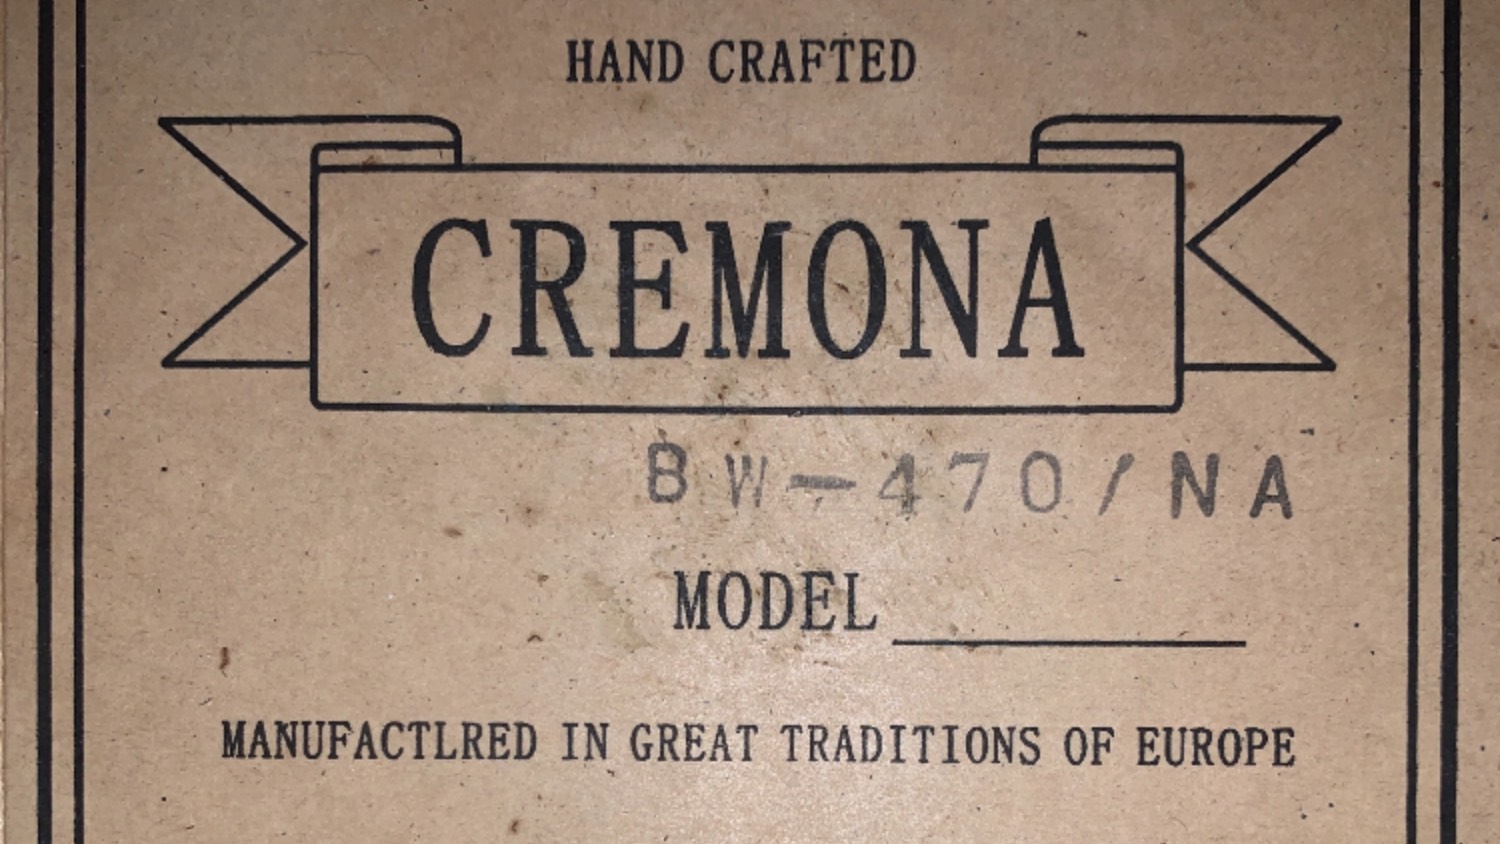 HAND CRAFTED
CREMONA
BW-470/NA
MODEL
MANUFACTLRED IN GREAT TRADITIONS OF EUROPE